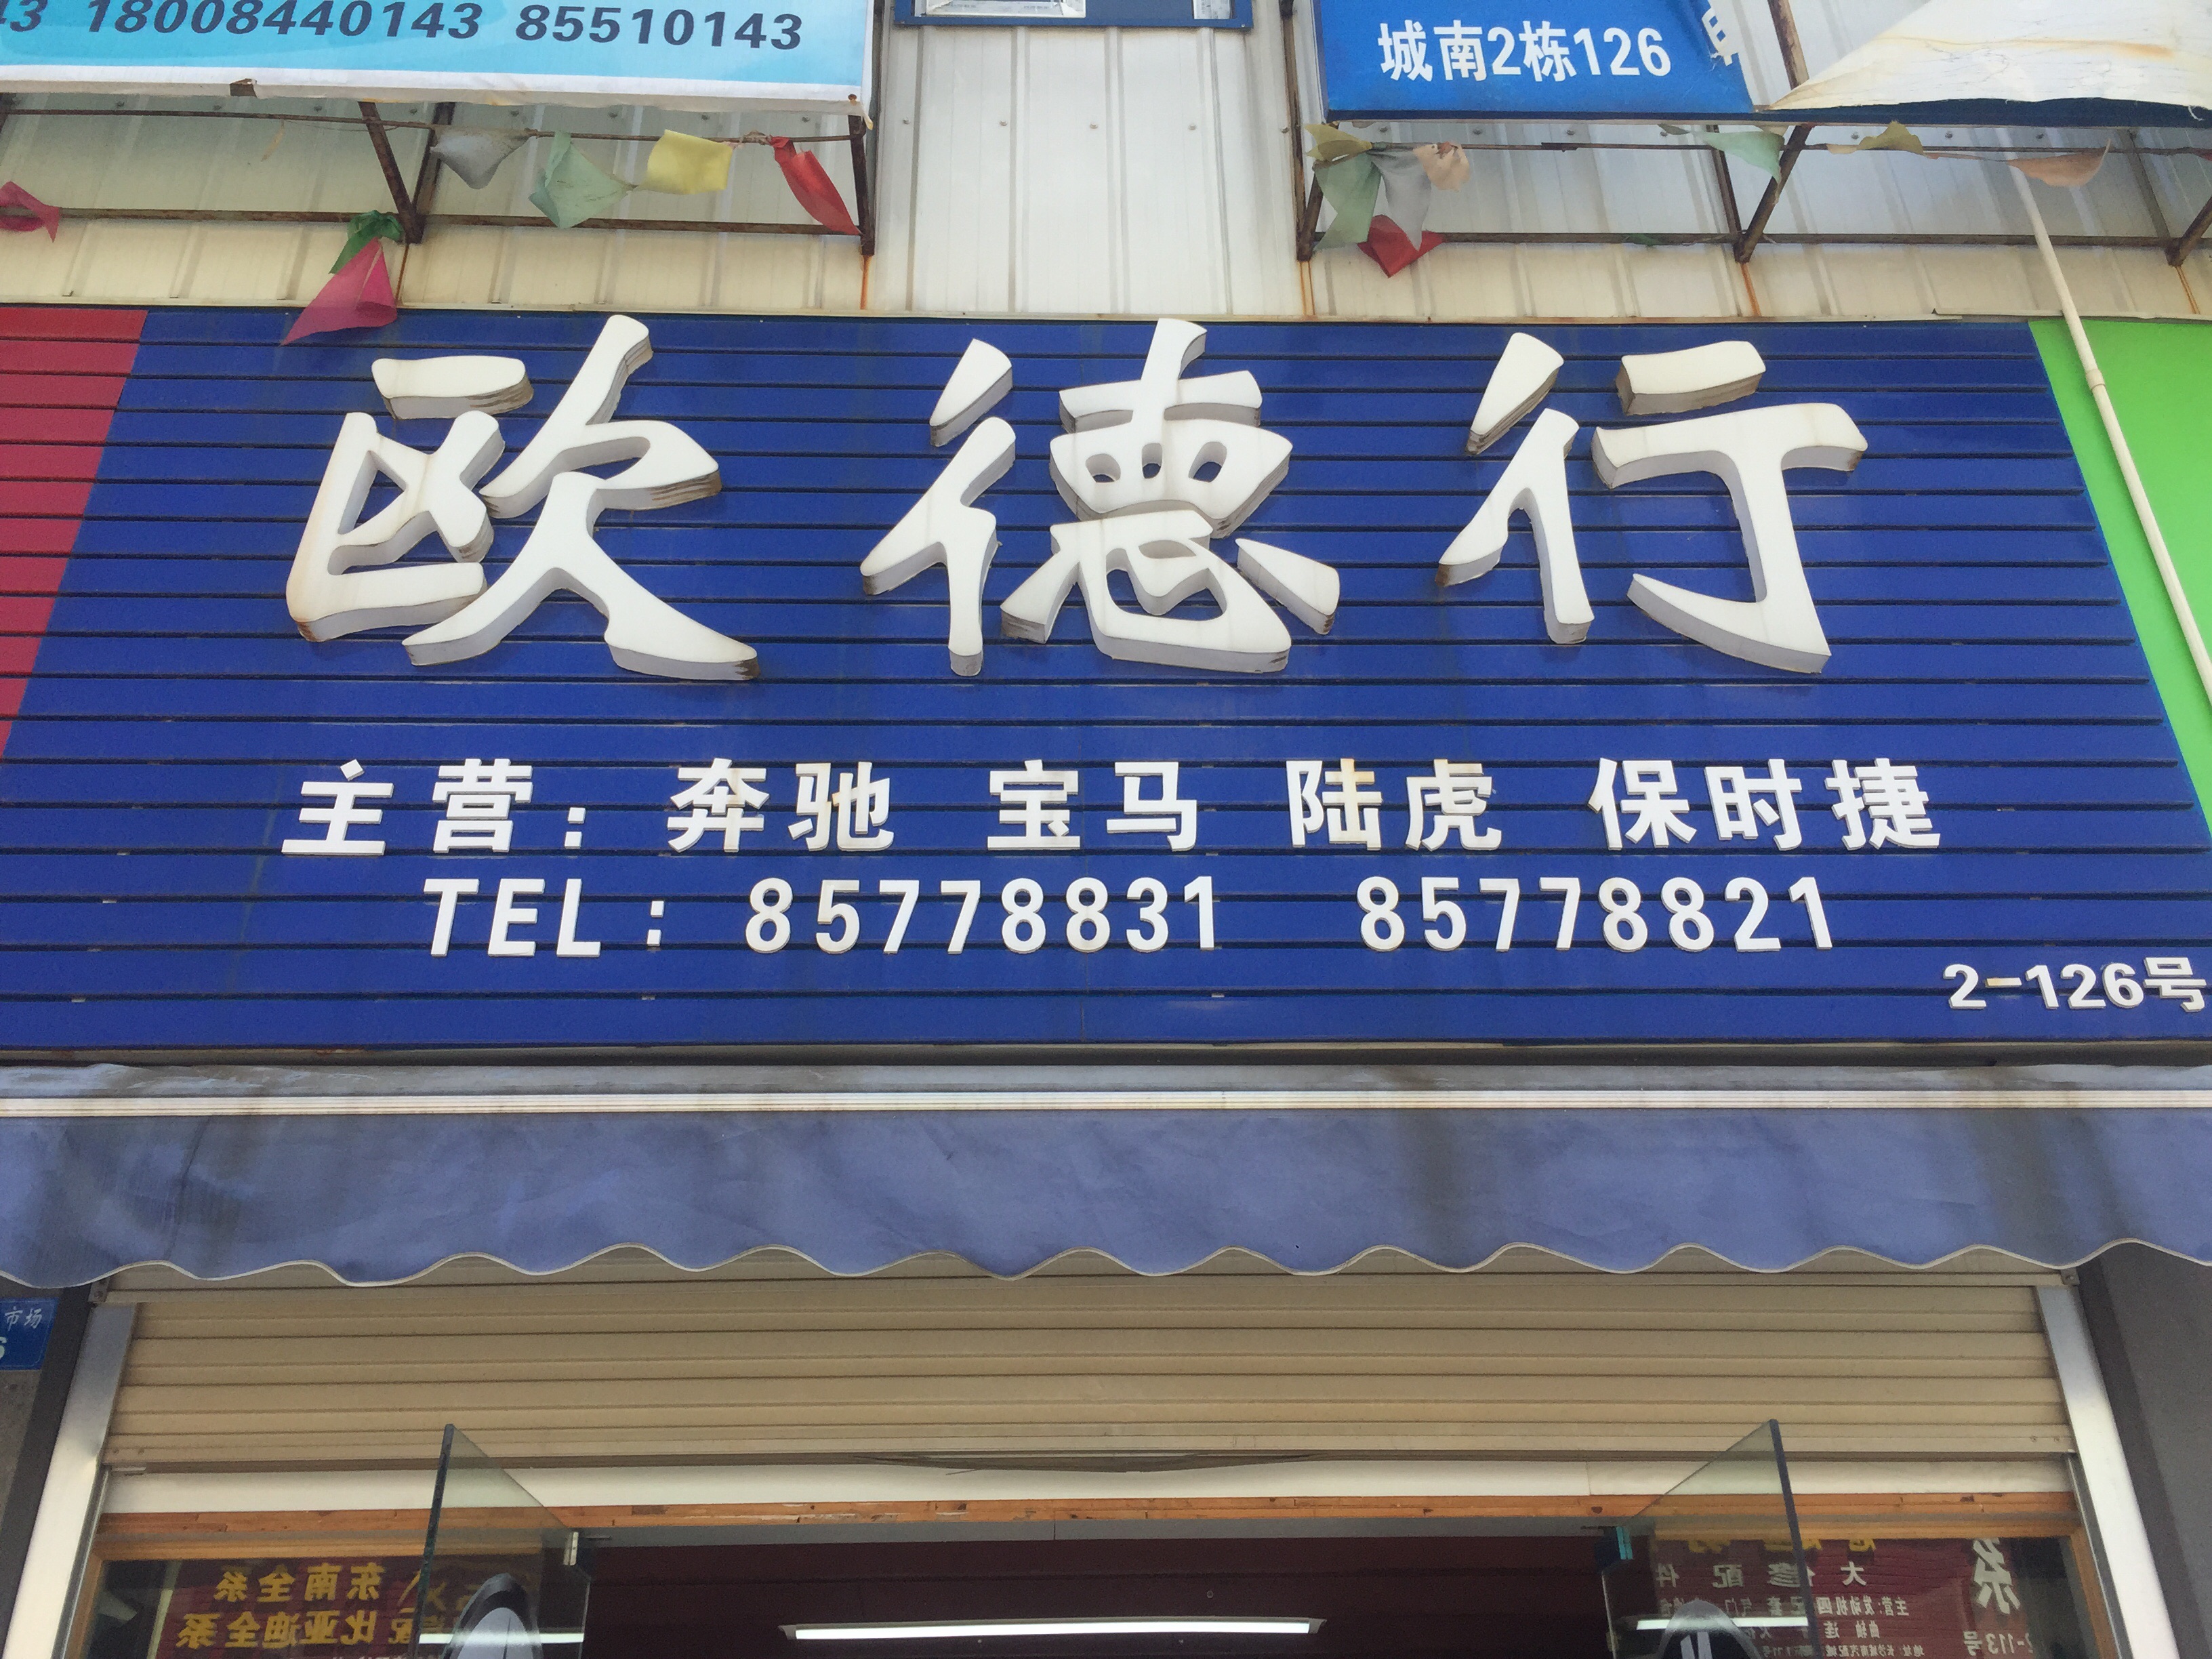 18008440143 85510143
城南2栋126
欧德行
主营：奔驰 宝马 陆虎 保时捷
TEL：85778831 85778821
2-126号
市场
东南全系
比亚迪全系
大修配件